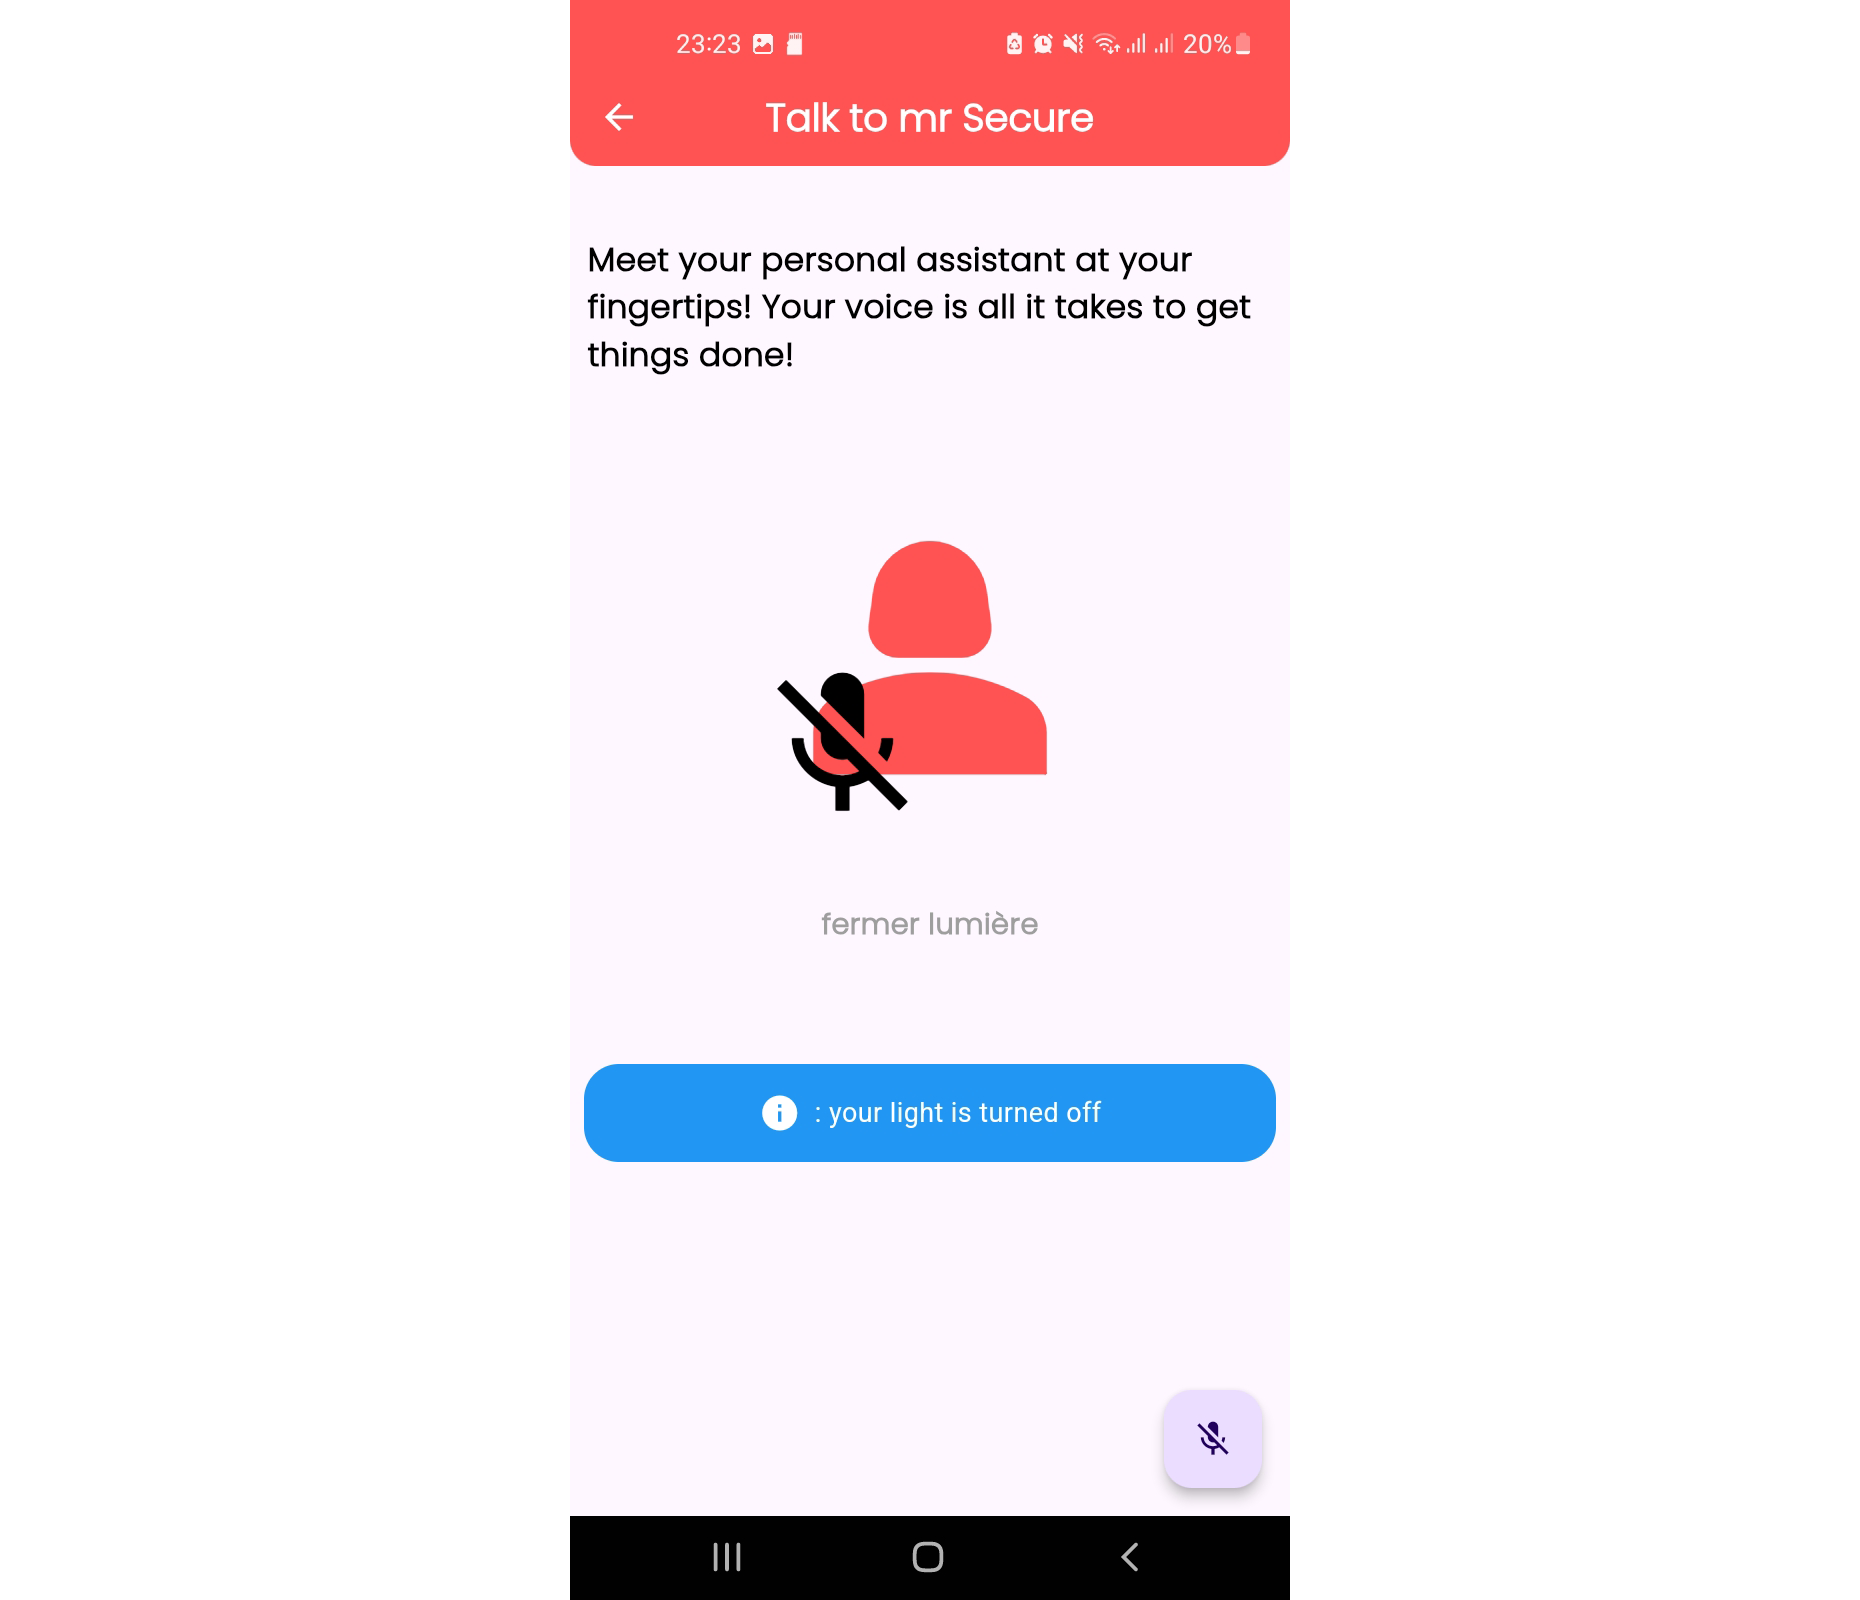 23:23
20%
Talk to mr Secure
Meet your personal assistant at your
fingertips! Your voice is all it takes to get
things done!
fermer lumière
: your light is turned off